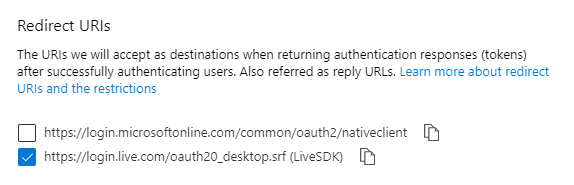 Redirect URIs
The URIs we will accept as destinations when returning authentication responses (tokens)
after successfully authenticating users. Also referred as reply URLs. Learn more about redirect
URIs and the restrictions
https://login.microsoftonline.com/common/oauth2/nativeclient
https://login.live.com/oauth20_desktop.srf (LiveSDK)